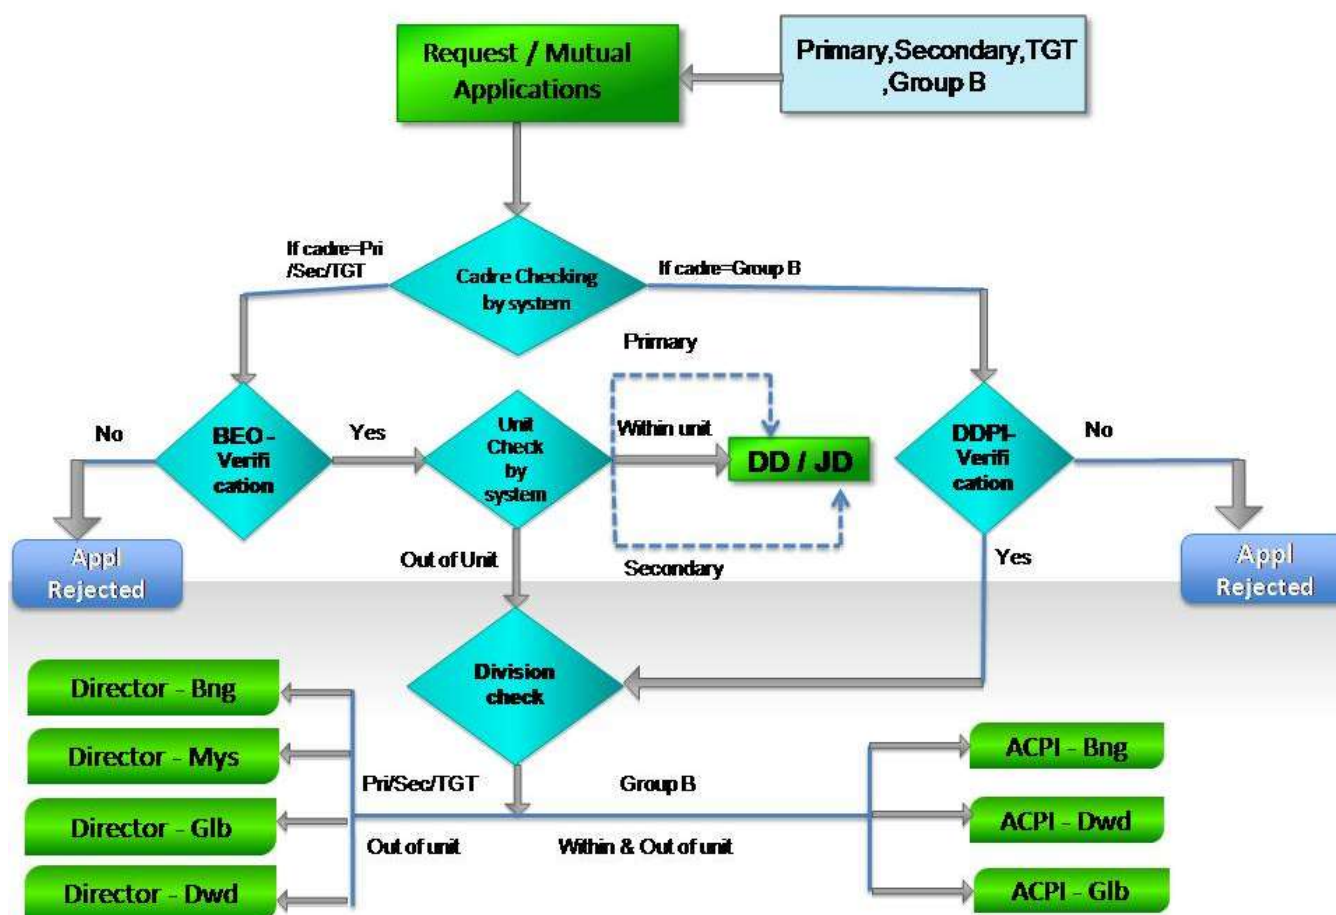 Request / Mutual
Applications
Primary,Secondary,TGT
,Group B
If cadre=Pri
/Sec/TGT
Cadre Checking
by system
If cadre=Group B
Primary
No
BEO -
Verifi
cation
Yes
Unit
Check
by
system
Within unit
DD / JD
DDPI-
Verifi
cation
No
Appl
Rejected
Out of Unit
Secondary
Yes
Appl
Rejected
Division
check
Director - Bng
Director - Mys
Director - Glb
Director - Dwd
Pri/Sec/TGT
Out of unit
Group B
Within & Out of unit
ACPI - Bng
ACPI - Dwd
ACPI - Glb